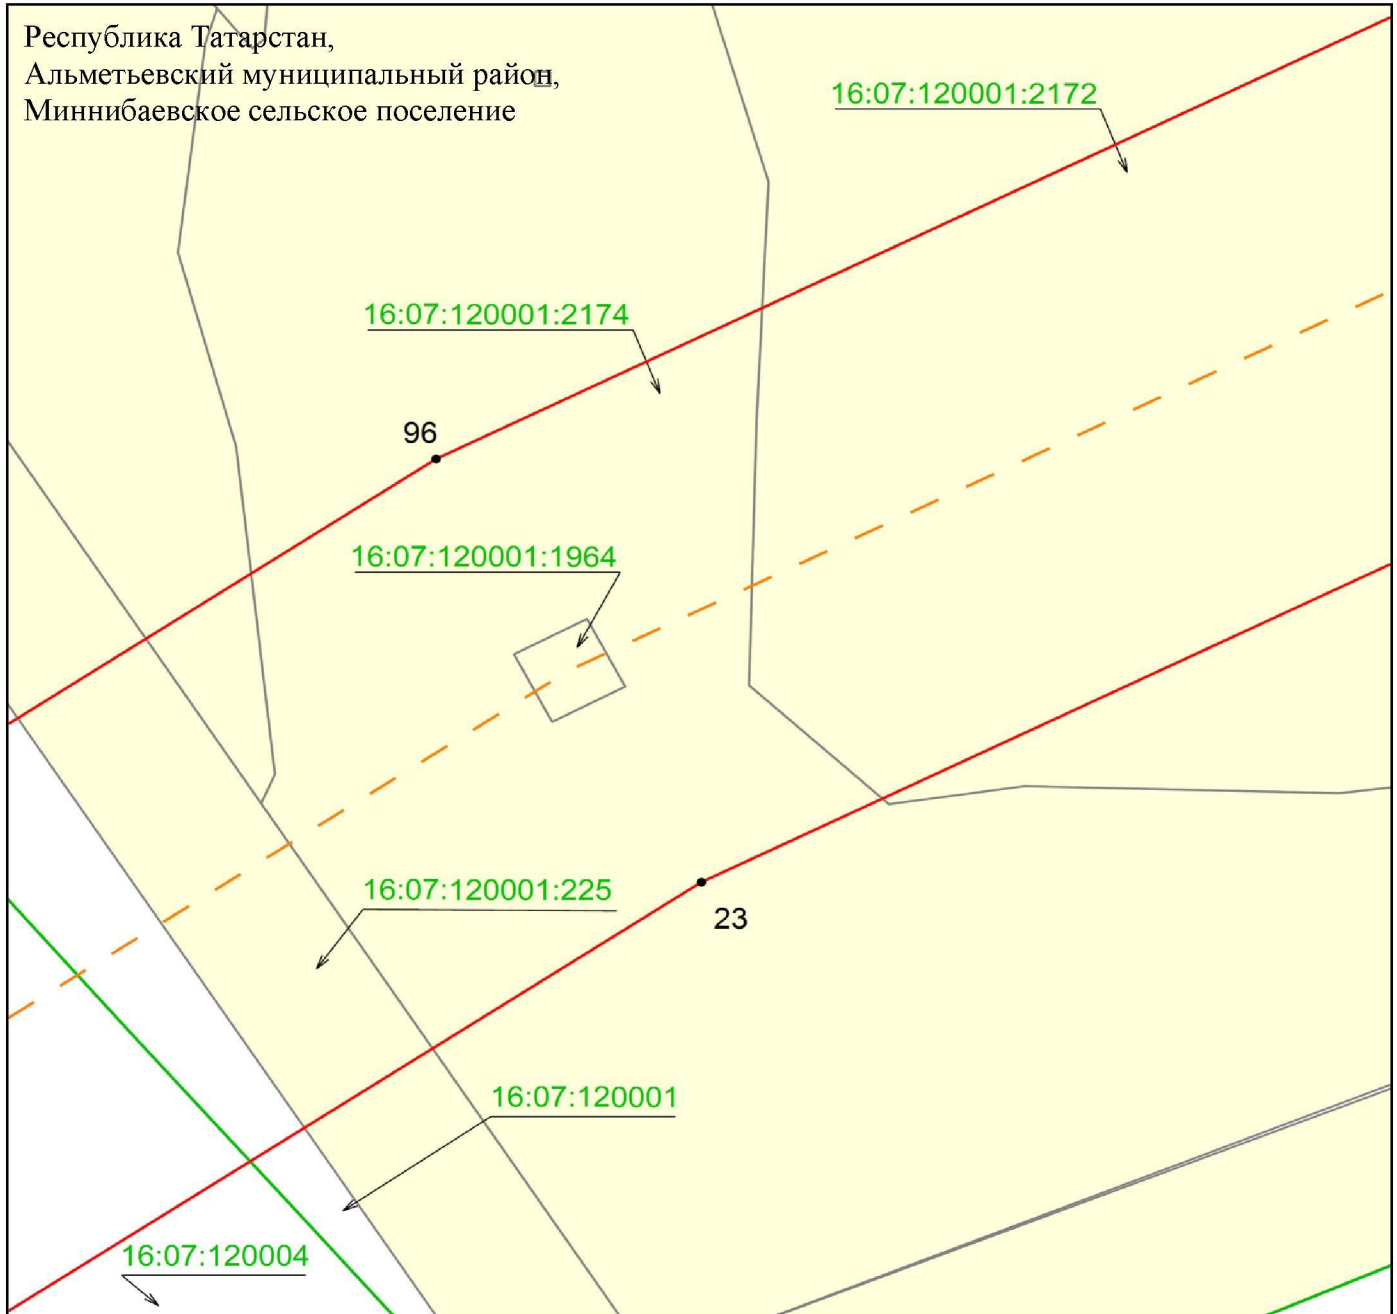 Республика Татарстан,
Альметьевский муниципальный район,
Миннибаевское сельское поселение
16:07:120001:2172
16:07:120001:2174
96
16:07:120001:1964
16:07:120001:225
23
16:07:120001
16:07:120004